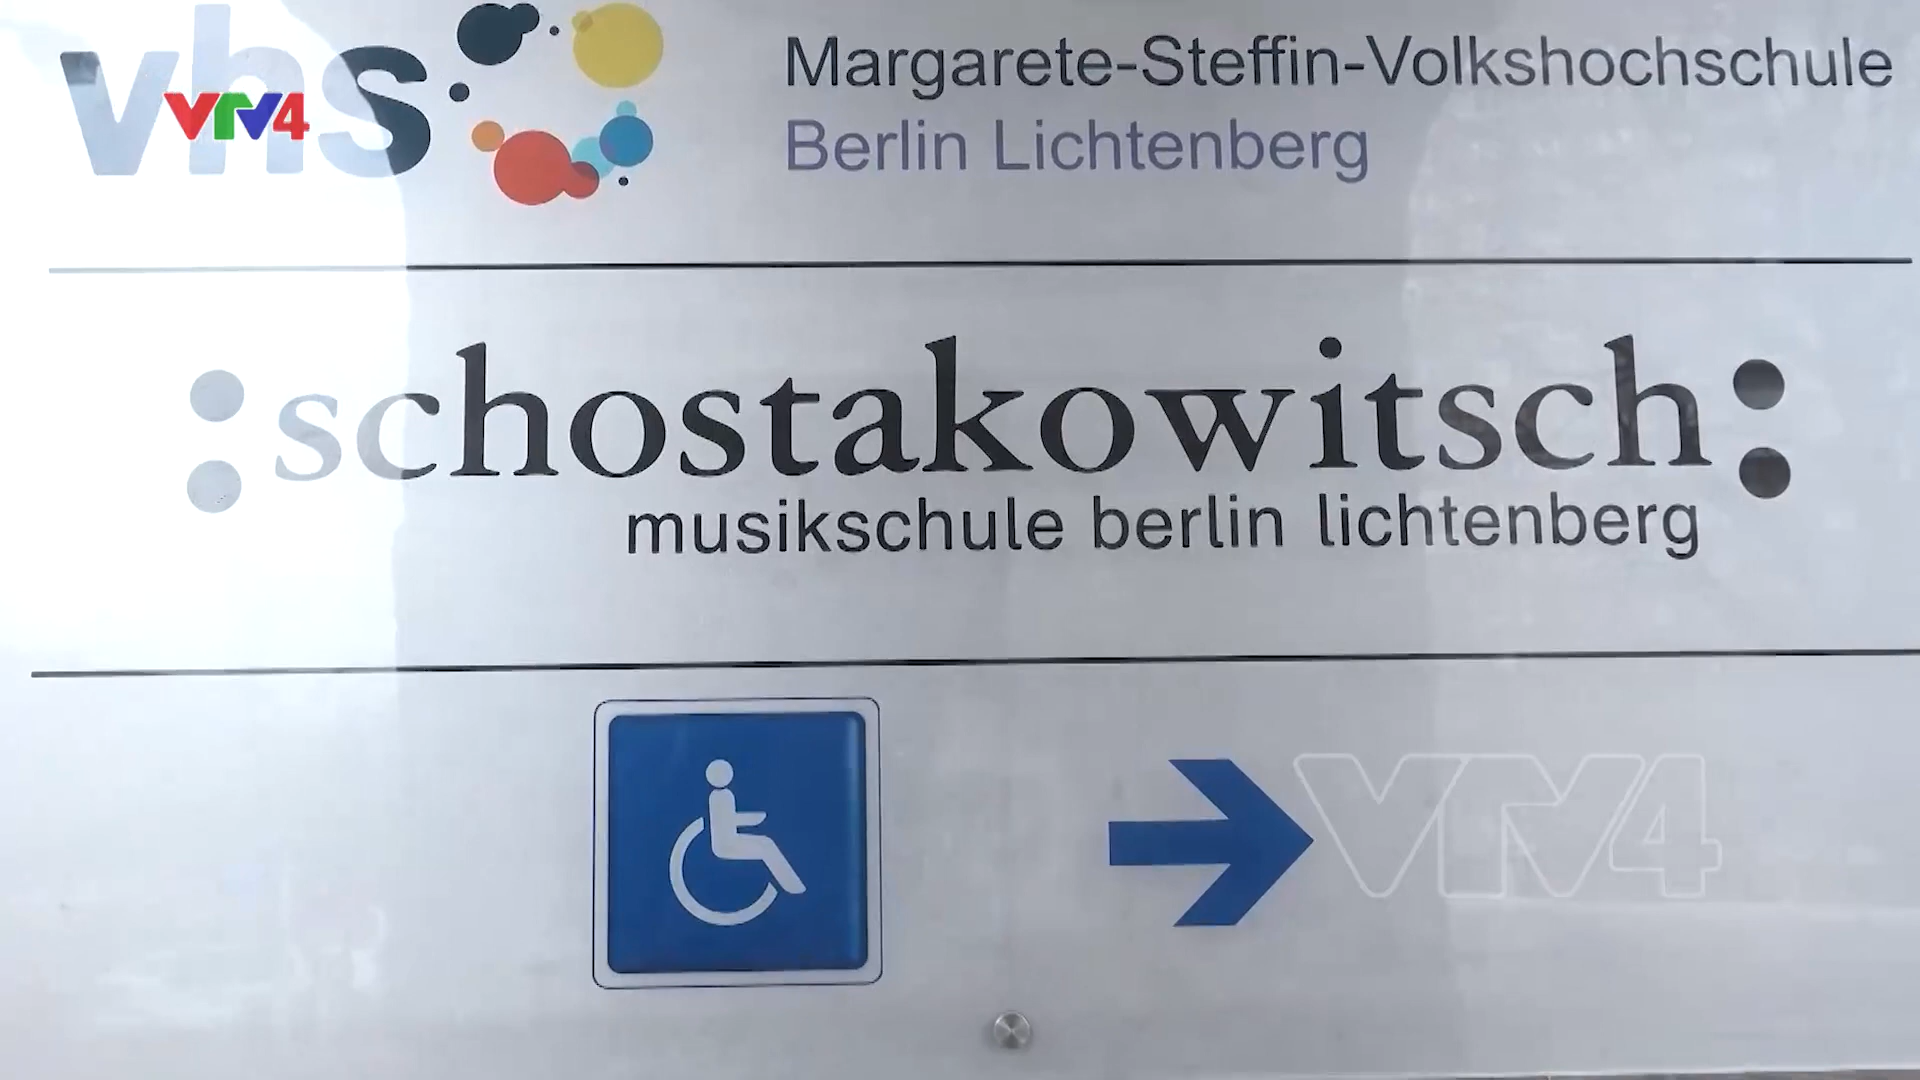 vhs
VTV4
Margarete-Steffin-Volkshochschule
Berlin Lichtenberg
:schostakowitsch:
musikschule berlin lichtenberg
VTV4